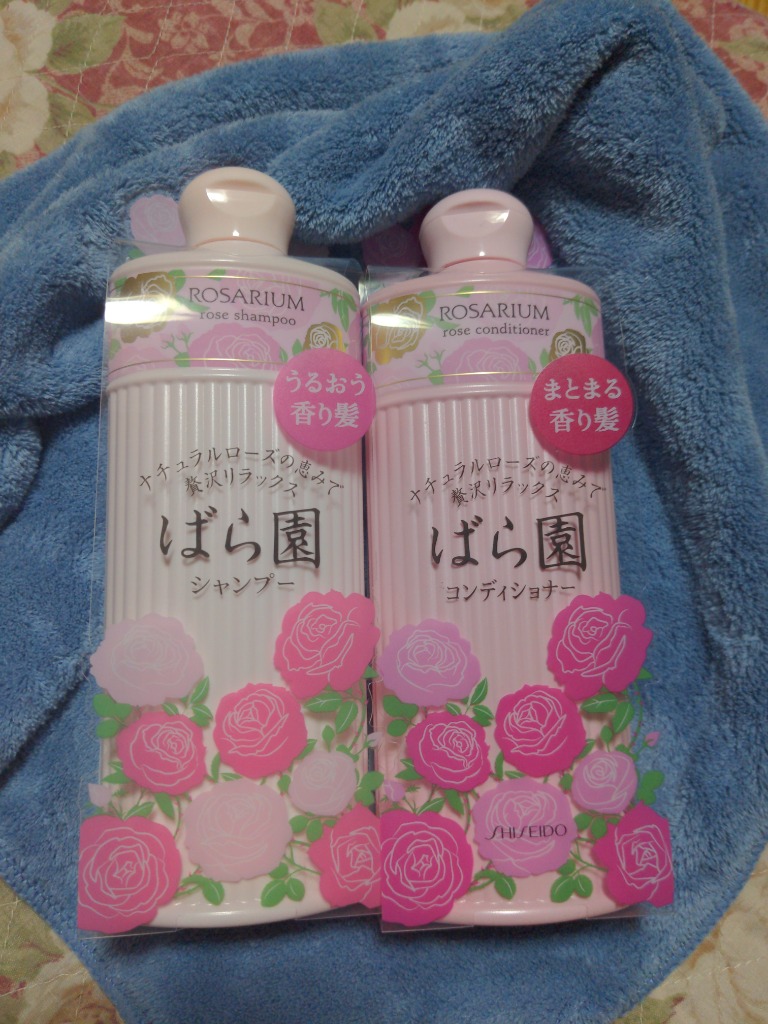 ROSARIUM
rose shampoo
うるおう
香り髪
ナチュラルローズの恵みで
贅沢リラックス
ばら園
シャンプー
ROSARIUM
rose conditioner
まとまる
香り髪
ナチュラルローズの恵みで
贅沢リラックス
ばら園
コンディショナー
SHISEIDO